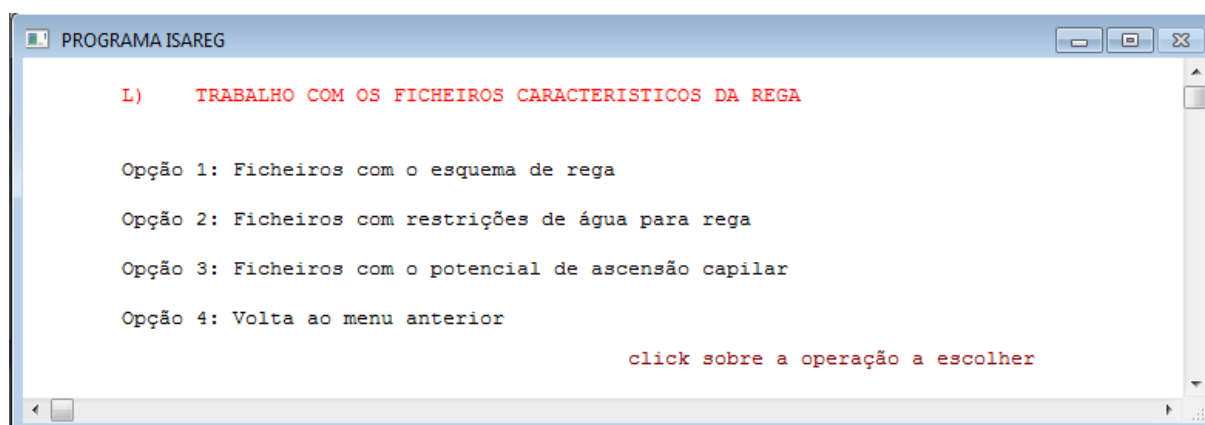 PROGRAMA ISAREG
L) TRABALHO COM OS FICHEIROS CARACTERISTICOS DA REGA
Opção 1: Ficheiros com o esquema de rega
Opção 2: Ficheiros com restrições de água para rega
Opção 3: Ficheiros com o potencial de ascensão capilar
Opção 4: Volta ao menu anterior
click sobre a operação a escolher